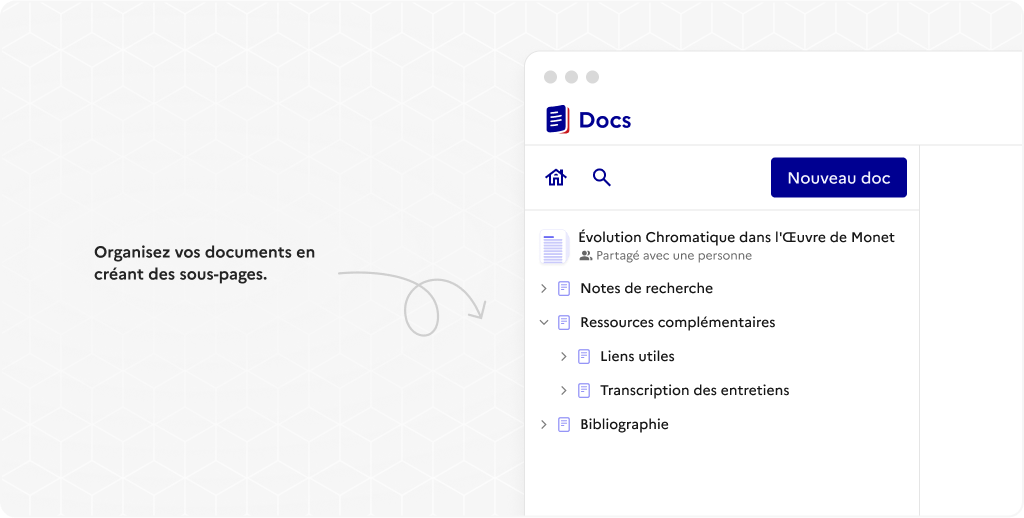 Organisez vos documents en
créant des sous-pages.
Docs
Nouveau doc
Évolution Chromatique dans l'Œuvre de Monet
Partagé avec une personne
Notes de recherche
Ressources complémentaires
Liens utiles
Transcription des entretiens
Bibliographie